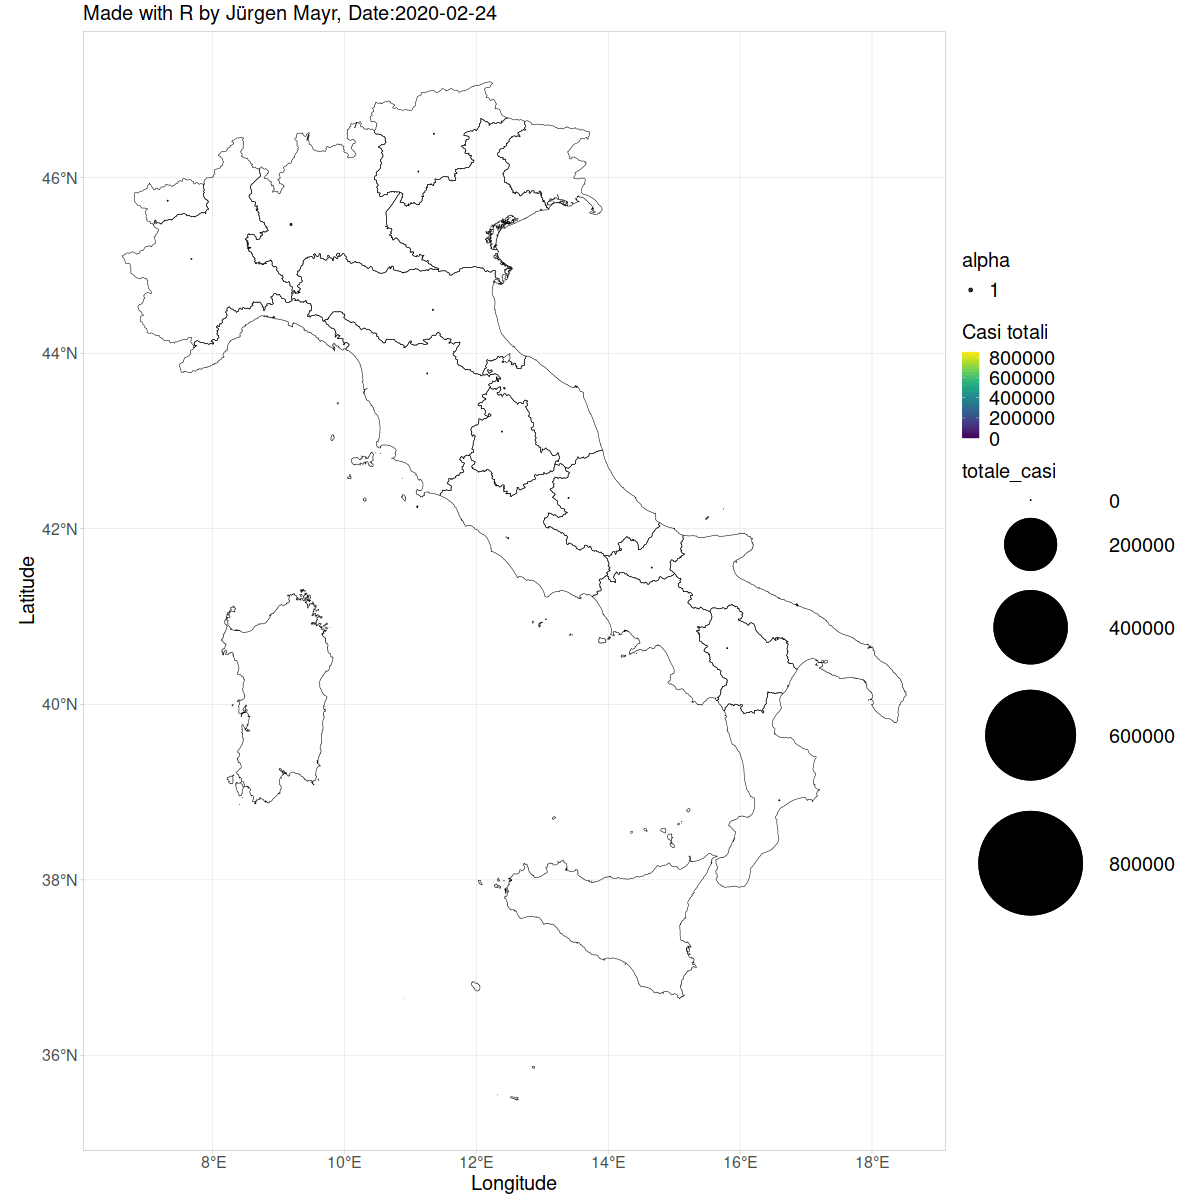 Made with R by Jürgen Mayr, Date:2020-02-24
46°N
44°N
42°N
40°N
38°N
36°N
Latitude
8°E
10°E
12°E
14°E
16°E
18°E
Longitude
alpha
1
Casi totali
800000
600000
400000
200000
0
totale_casi
0
200000
400000
600000
800000